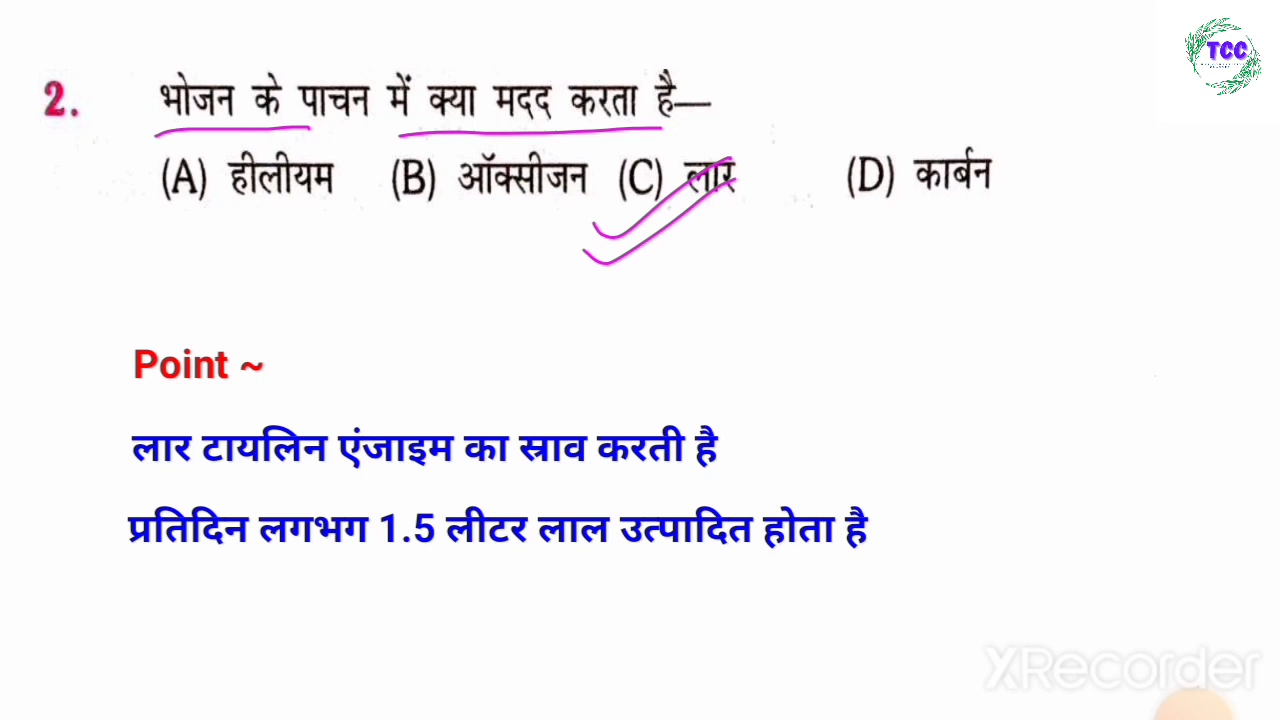 TCC
2. भोजन के पाचन में क्या मदद करता है—
(A) हीलीयम (B) ऑक्सीजन (C) लार (D) कार्बन
Point ~
लार टायलिन एंजाइम का स्राव करती है
प्रतिदिन लगभग 1.5 लीटर लाल उत्पादित होता है
XRecorder